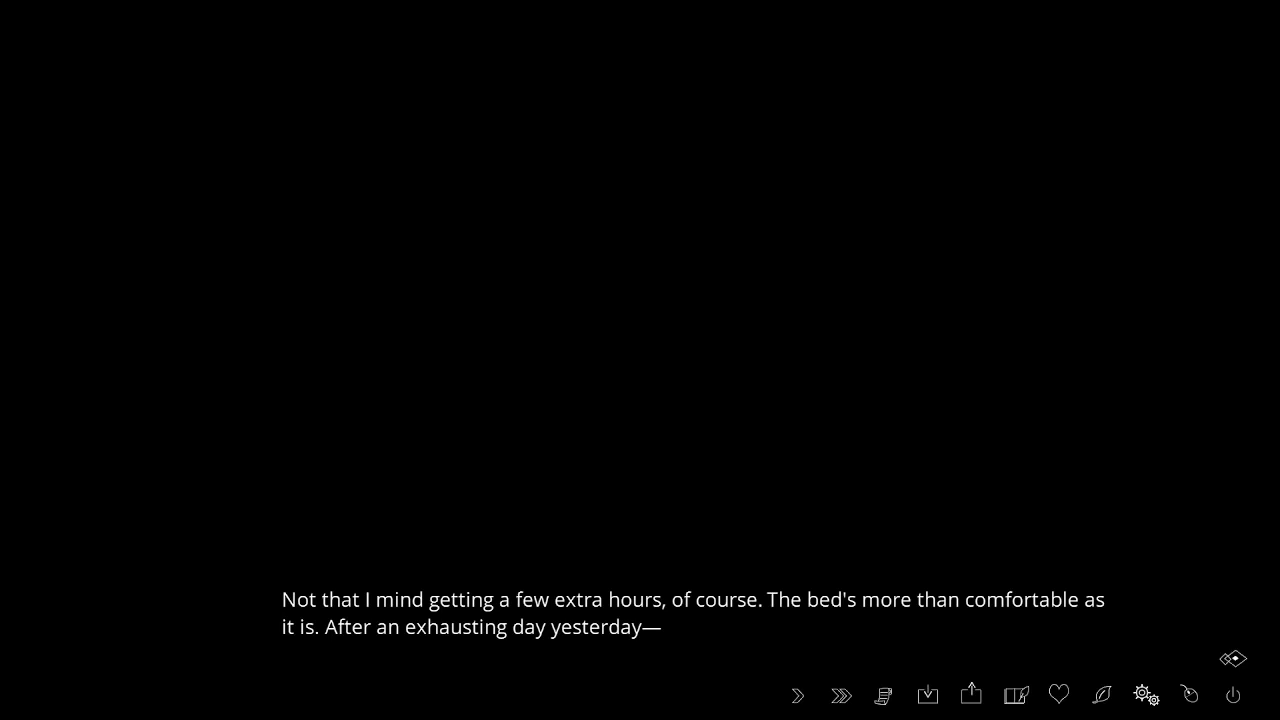 Not that I mind getting a few extra hours, of course. The bed's more than comfortable as
it is. After an exhausting day yesterday—